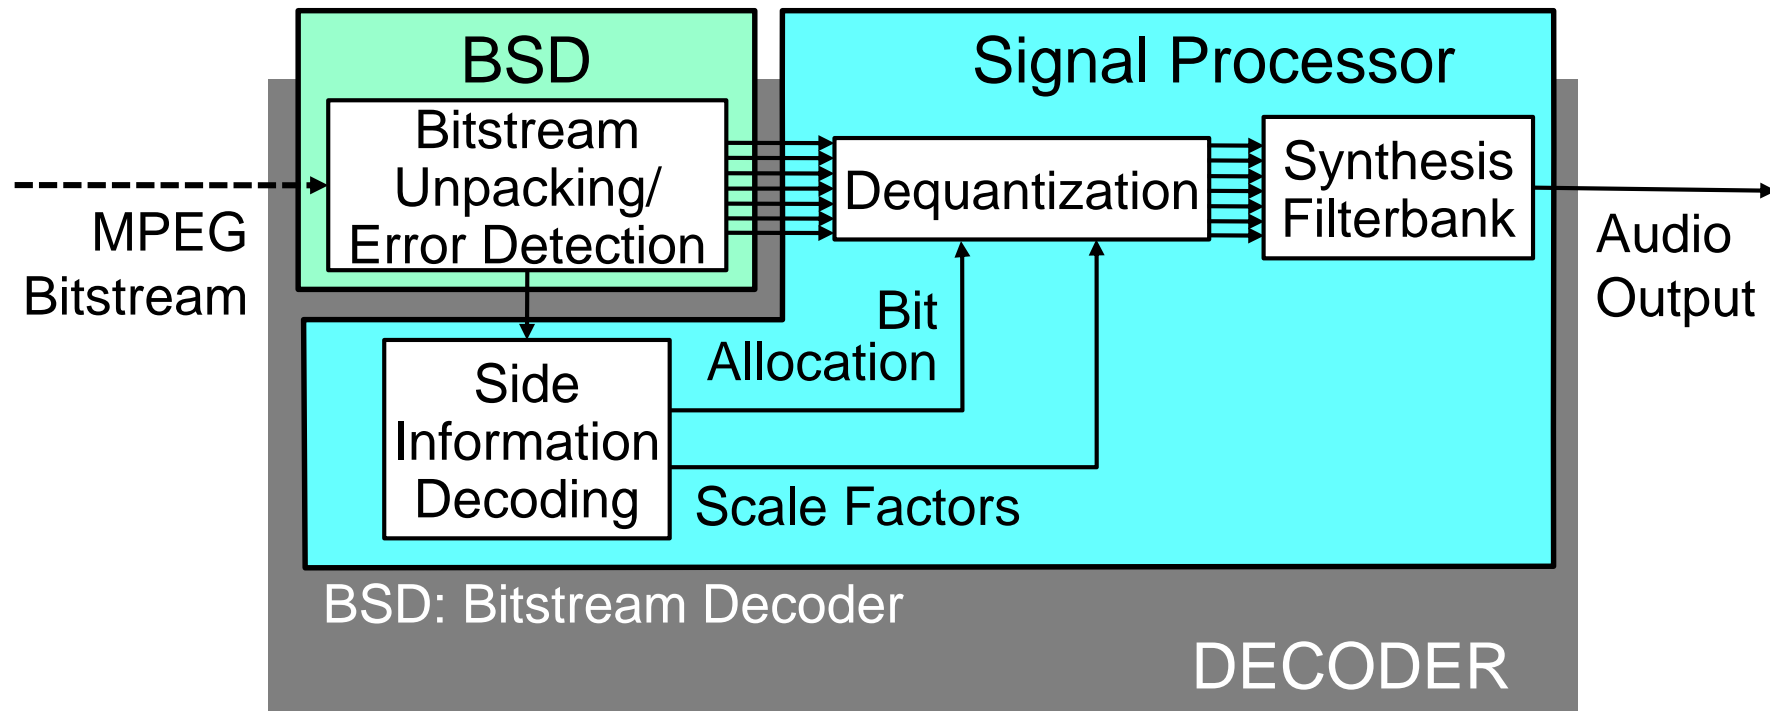 BSD
Signal Processor
Bitstream
Unpacking/
Error Detection
Dequantization
Synthesis
Filterbank
MPEG
Bitstream
Audio
Output
Bit
Allocation
Side
Information
Decoding
Scale Factors
BSD: Bitstream Decoder
DECODER